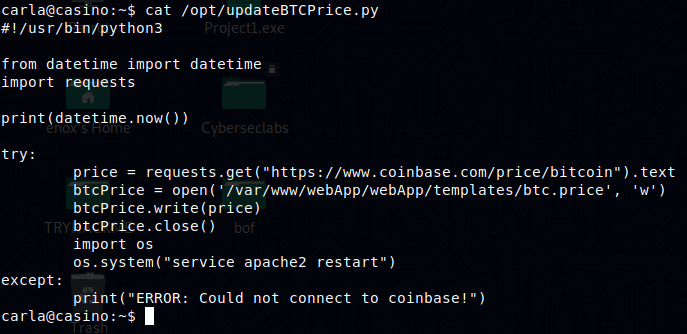 carla@casino:~$ cat /opt/updateBTCPrice.py
#!/usr/bin/python3
Project1.exe
from datetime import datetime
import requests
enox's Home
Cyberseclabs
print(datetime.now())
try:
price = requests.get("https://www.coinbase.com/price/bitcoin").text
btcPrice = open('/var/www/webApp/webApp/templates/btc.price', 'w')
btcPrice.write(price)
btcPrice.close()
bof
import os
os.system("service apache2 restart")
except:
print("ERROR: Could not connect to coinbase!")
carla@casino:~$
Trash